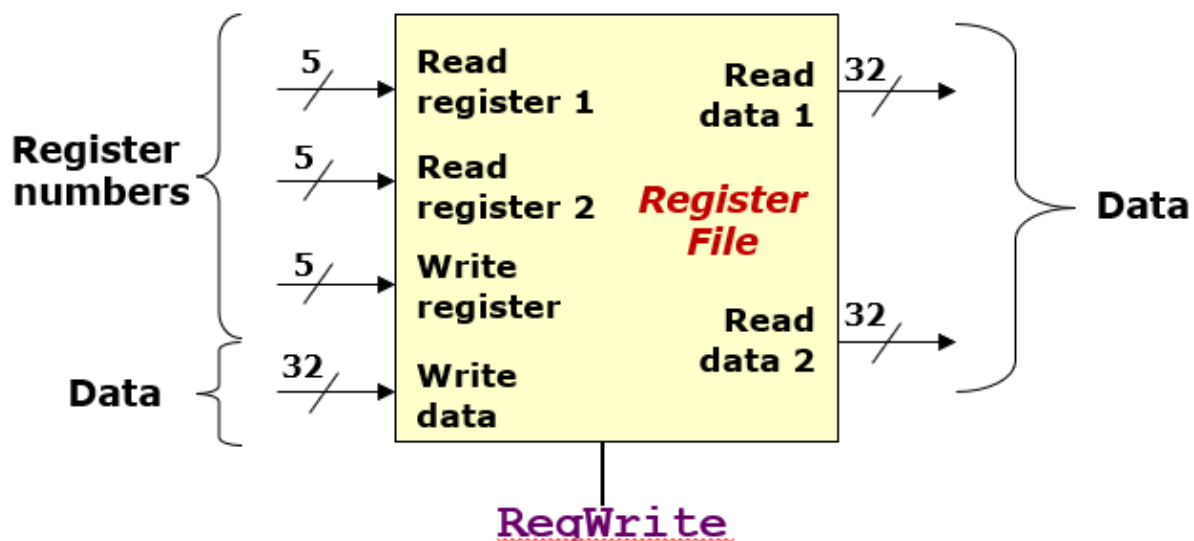 Register
numbers
Data
5
5
5
32
Read
register 1
Read
register 2
Write
register
Write
data
Register
File
Read
data 1
Read
data 2
32
32
Data
RegWrite